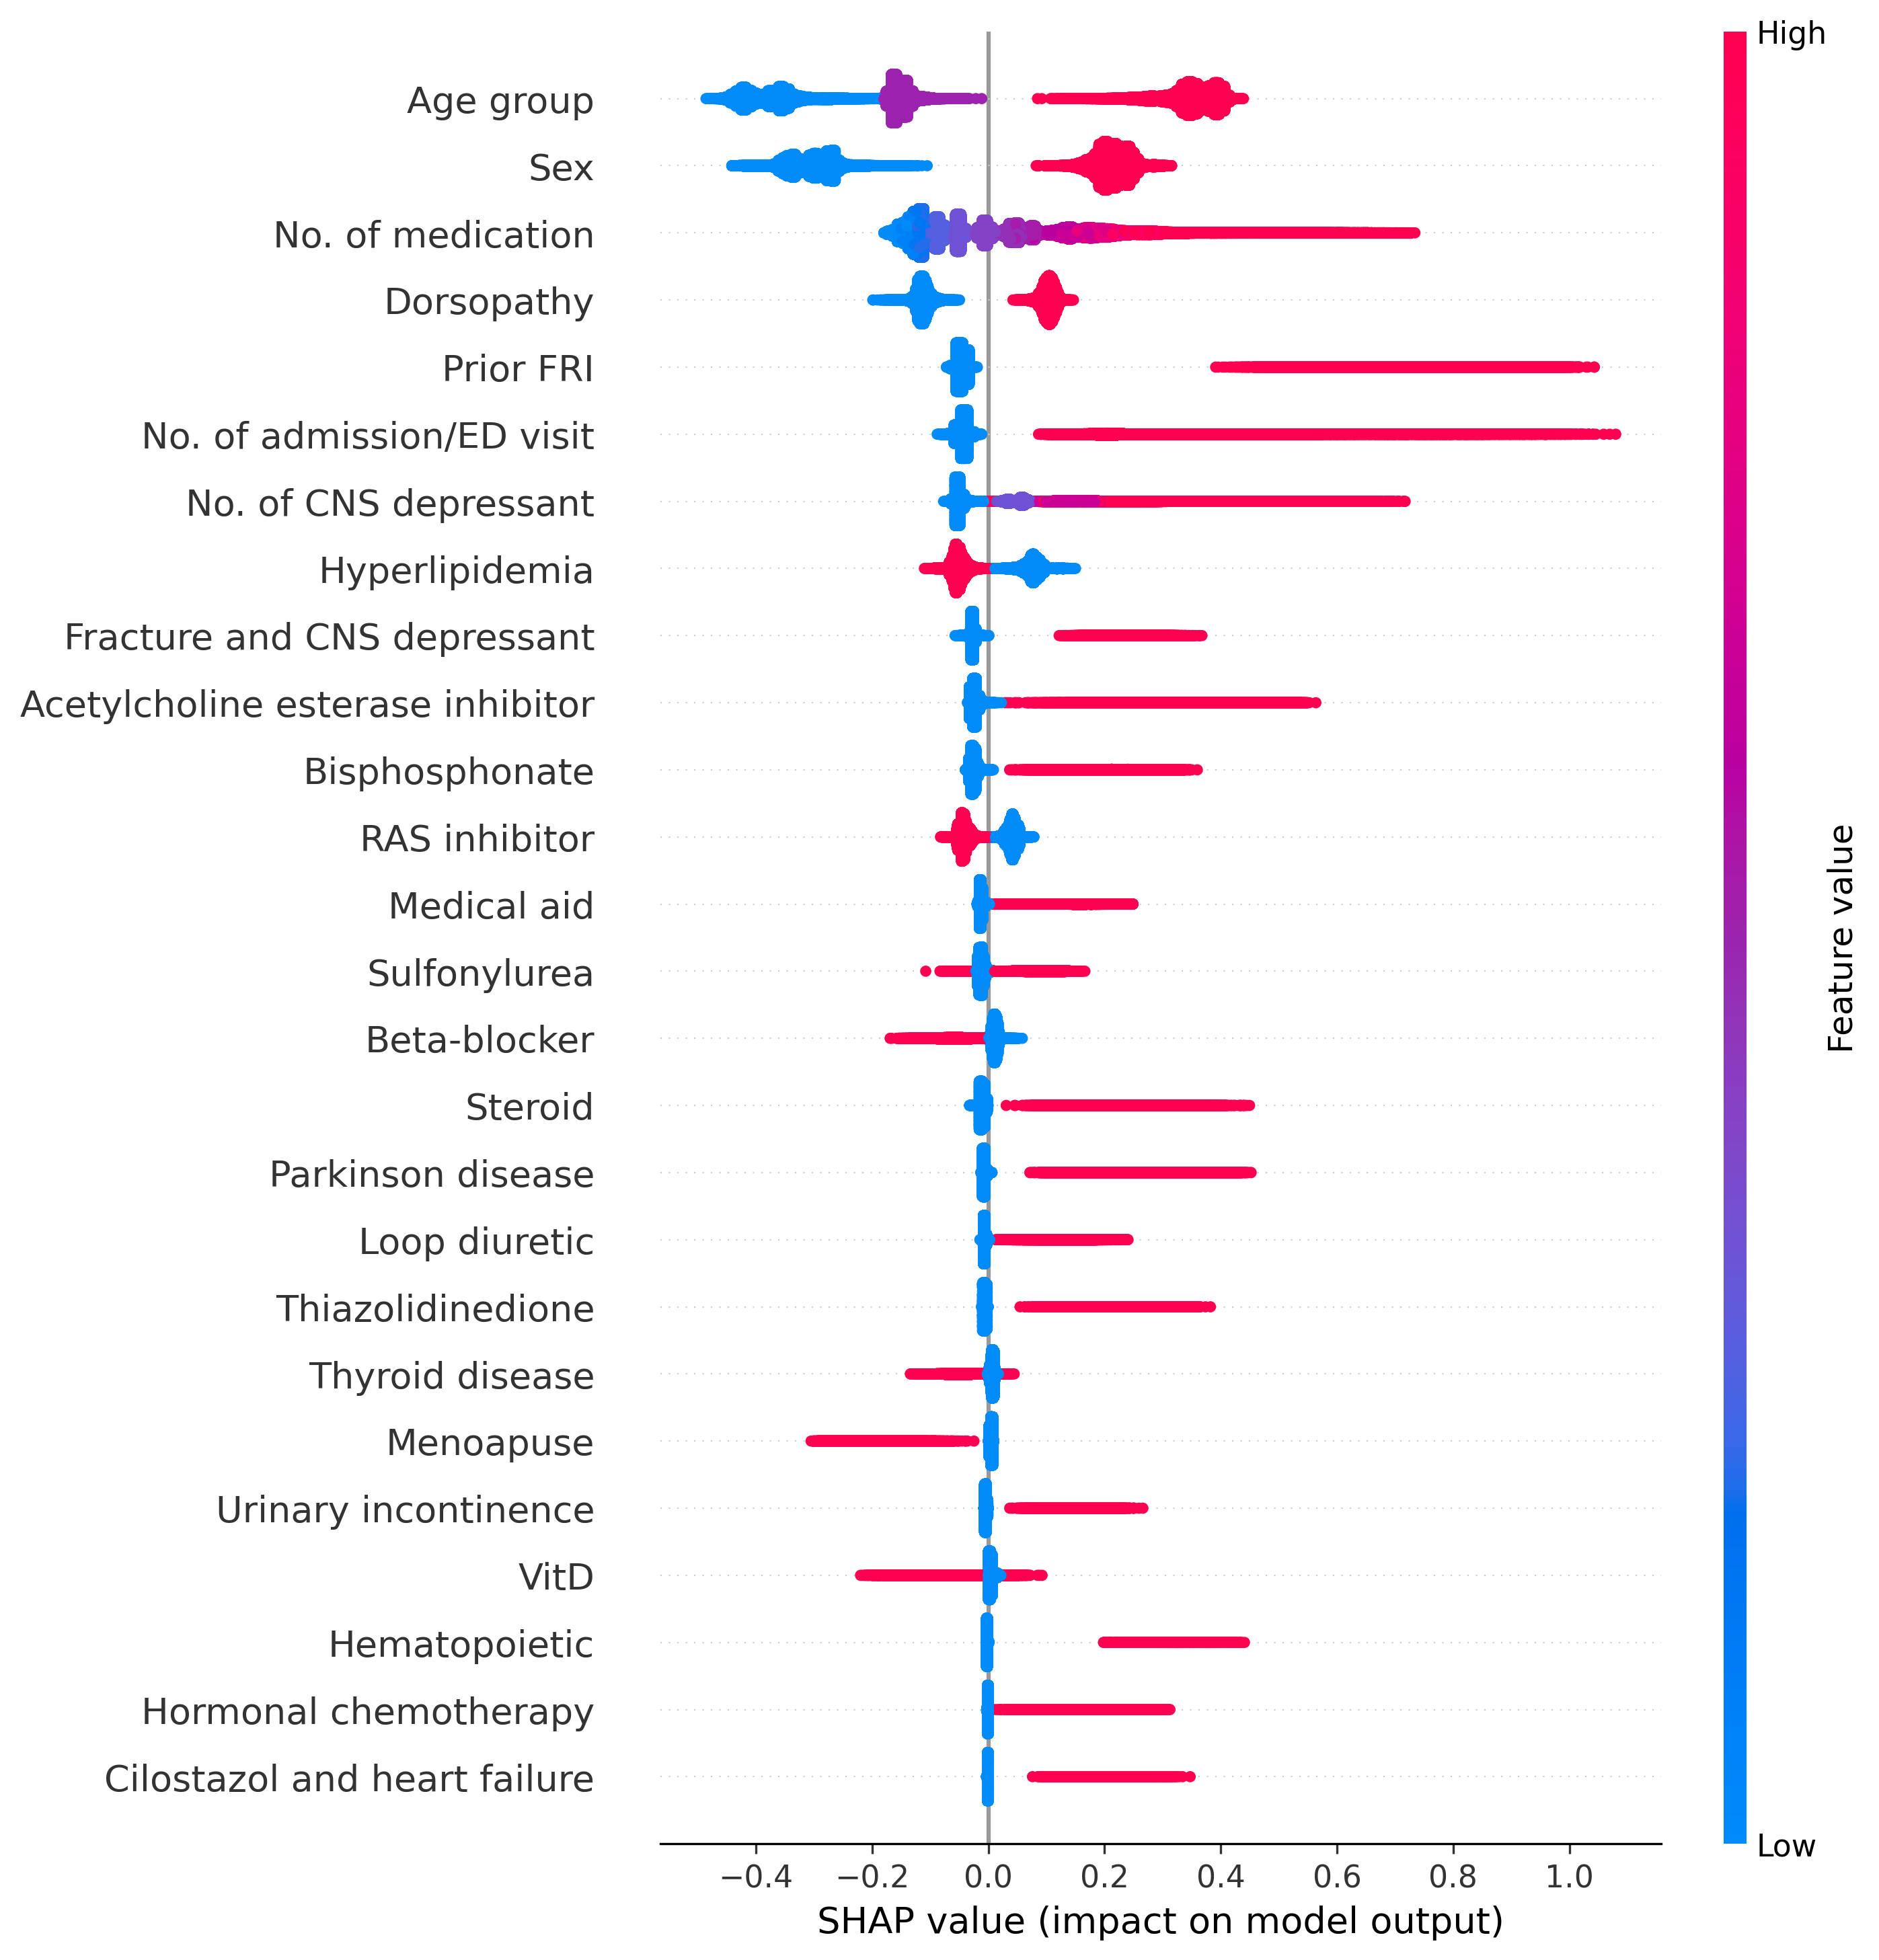 High
Age group
Sex
No. of medication
Dorsopathy
Prior FRI
No. of admission/ED visit
No. of CNS depressant
Hyperlipidemia
Fracture and CNS depressant
Acetylcholine esterase inhibitor
Bisphosphonate
RAS inhibitor
Medical aid
Sulfonylurea
Beta-blocker
Steroid
Parkinson disease
Loop diuretic
Thiazolidinedione
Thyroid disease
Menoapuse
Urinary incontinence
VitD
Hematopoietic
Hormonal chemotherapy
Cilostazol and heart failure
Feature value
Low
−0.4 −0.2 0.0 0.2 0.4 0.6 0.8 1.0
SHAP value (impact on model output)